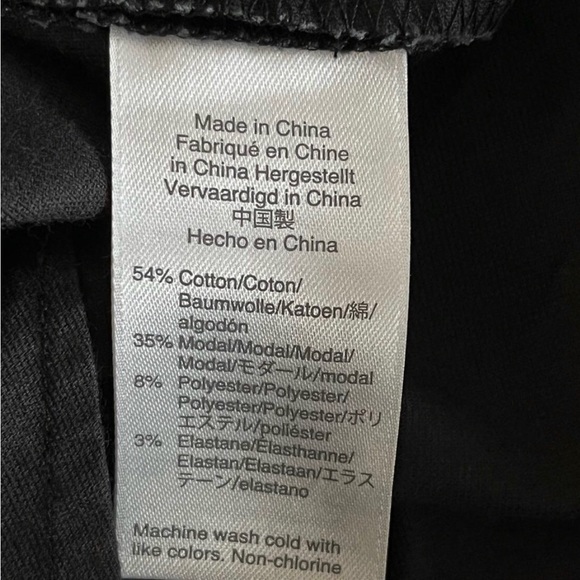 Made in China
Fabriqué en Chine
in China Hergestellt
Vervaardigd in China
中国製
Hecho en China
54% Cotton/Coton/
Baumwolle/Katoen/綿/
algodón
35% Modal/Modal/Modal/
Modal/モダール/modal
8% Polyester/Polyester/
Polyester/Polyester/ポリ
エステル/poliéster
3% Elastane/Élasthanne/
Elastan/Elastaan/エラス
テーン/elastano
Machine wash cold with
like colors. Non-chlorine